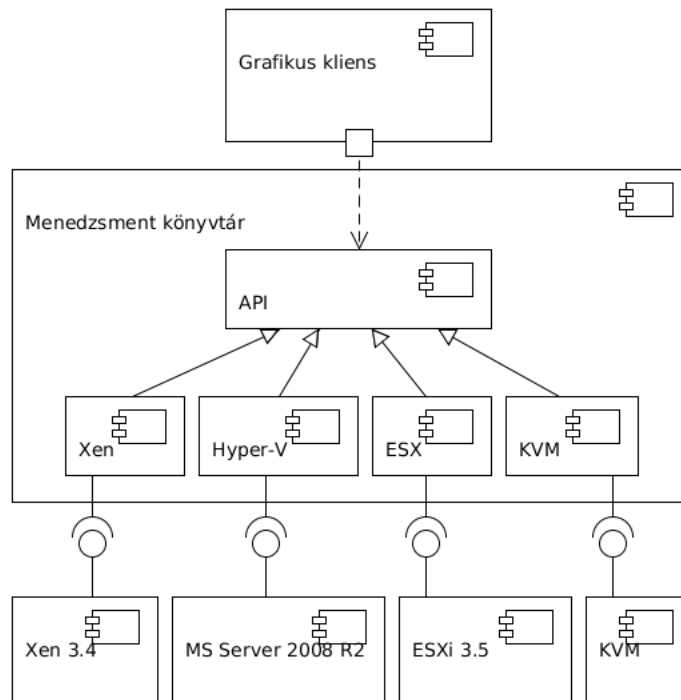 Grafikus kliens
Menedzsment könyvtár
API
Xen
Hyper-V
ESX
KVM
Xen 3.4
MS Server 2008 R2
ESXi 3.5
KVM